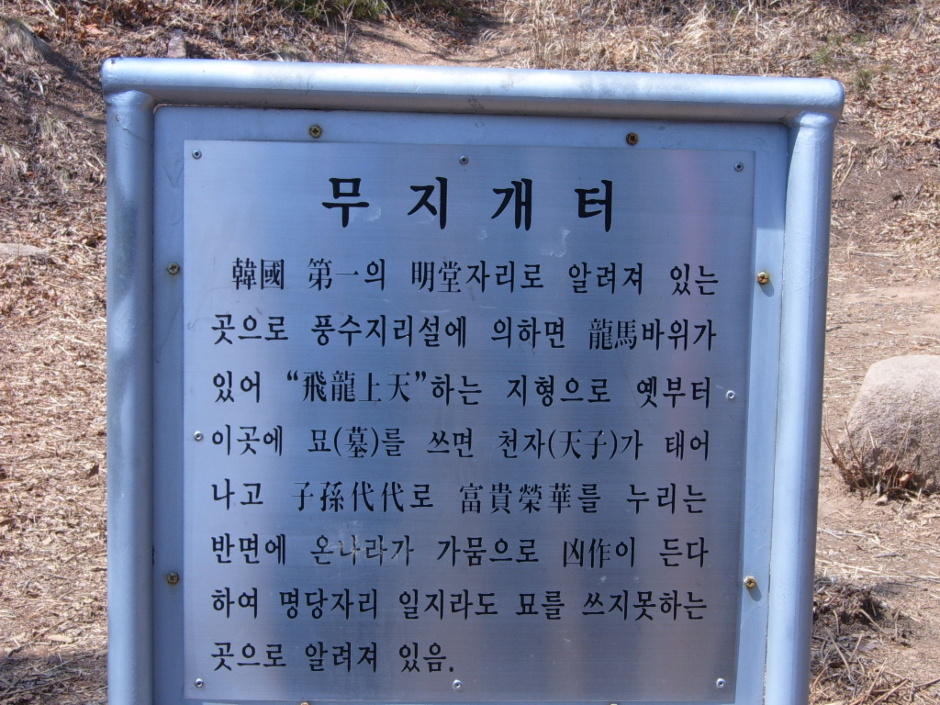 무지개터
韓國 第一의 明堂자리로 알려져 있는
곳으로 풍수지리설에 의하면 龍馬바위가
있어 “飛龍上天”하는 지형으로 옛부터
이곳에 묘(墓)를 쓰면 천자(天子)가 태어
나고 子孫代代로 富貴榮華를 누리는
반면에 온나라가 가뭄으로 凶作이 든다
하여 명당자리 일지라도 묘를 쓰지못하는
곳으로 알려져 있음.